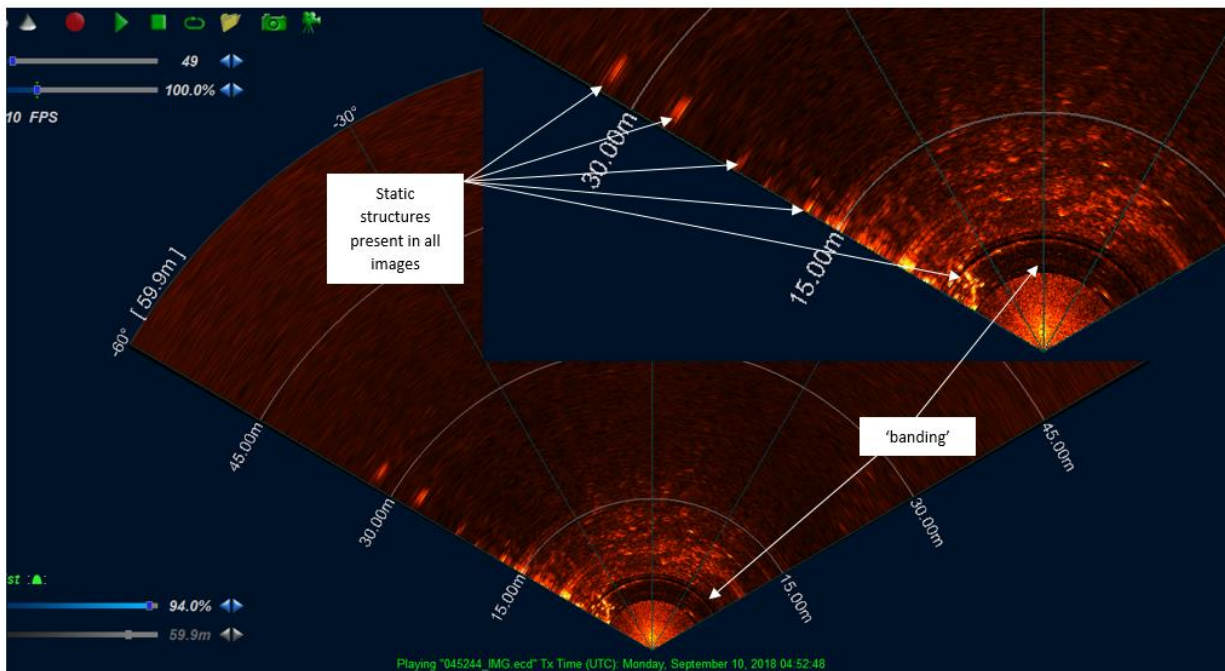 49
100.0%
10 FPS
-30°
30.00m
15.00m
Static
structures
present in all
images
[ 59.9m ]
-60°
45.00m
30.00m
15.00m
'banding'
45.00m
30.00m
15.00m
st :
94.0%
59.9m
Playing "045244_IMG.ecd" Tx Time (UTC): Monday, September 10, 2018 04:52:48